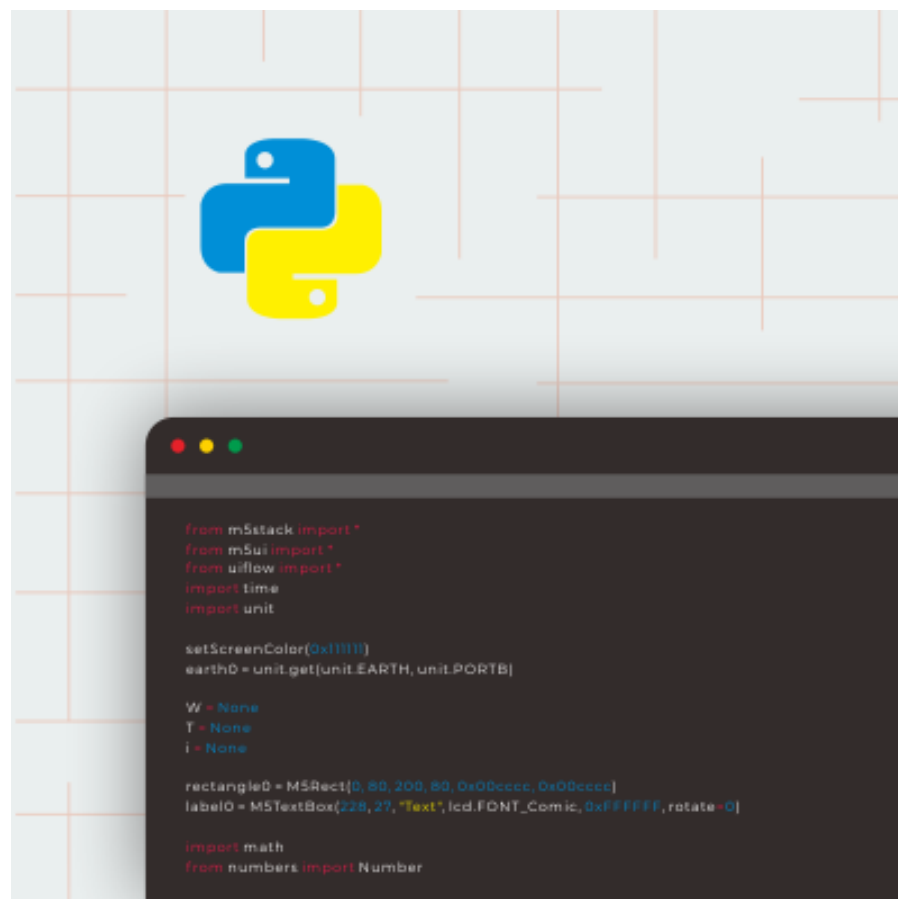 from m5stack import *
from m5ui import *
from uiflow import *
import time
import unit
setScreenColor(0x111111)
earth0 = unit.get(unit.EARTH, unit.PORTB)
W = None
T = None
i = None
rectangle0 = M5Rect(0, 80, 200, 80, 0x00cccc, 0x00cccc)
label0 = M5TextBox(228, 27, "Text", lcd.FONT_Comic, 0xFFFFFF, rotate=0)
import math
from numbers import Number